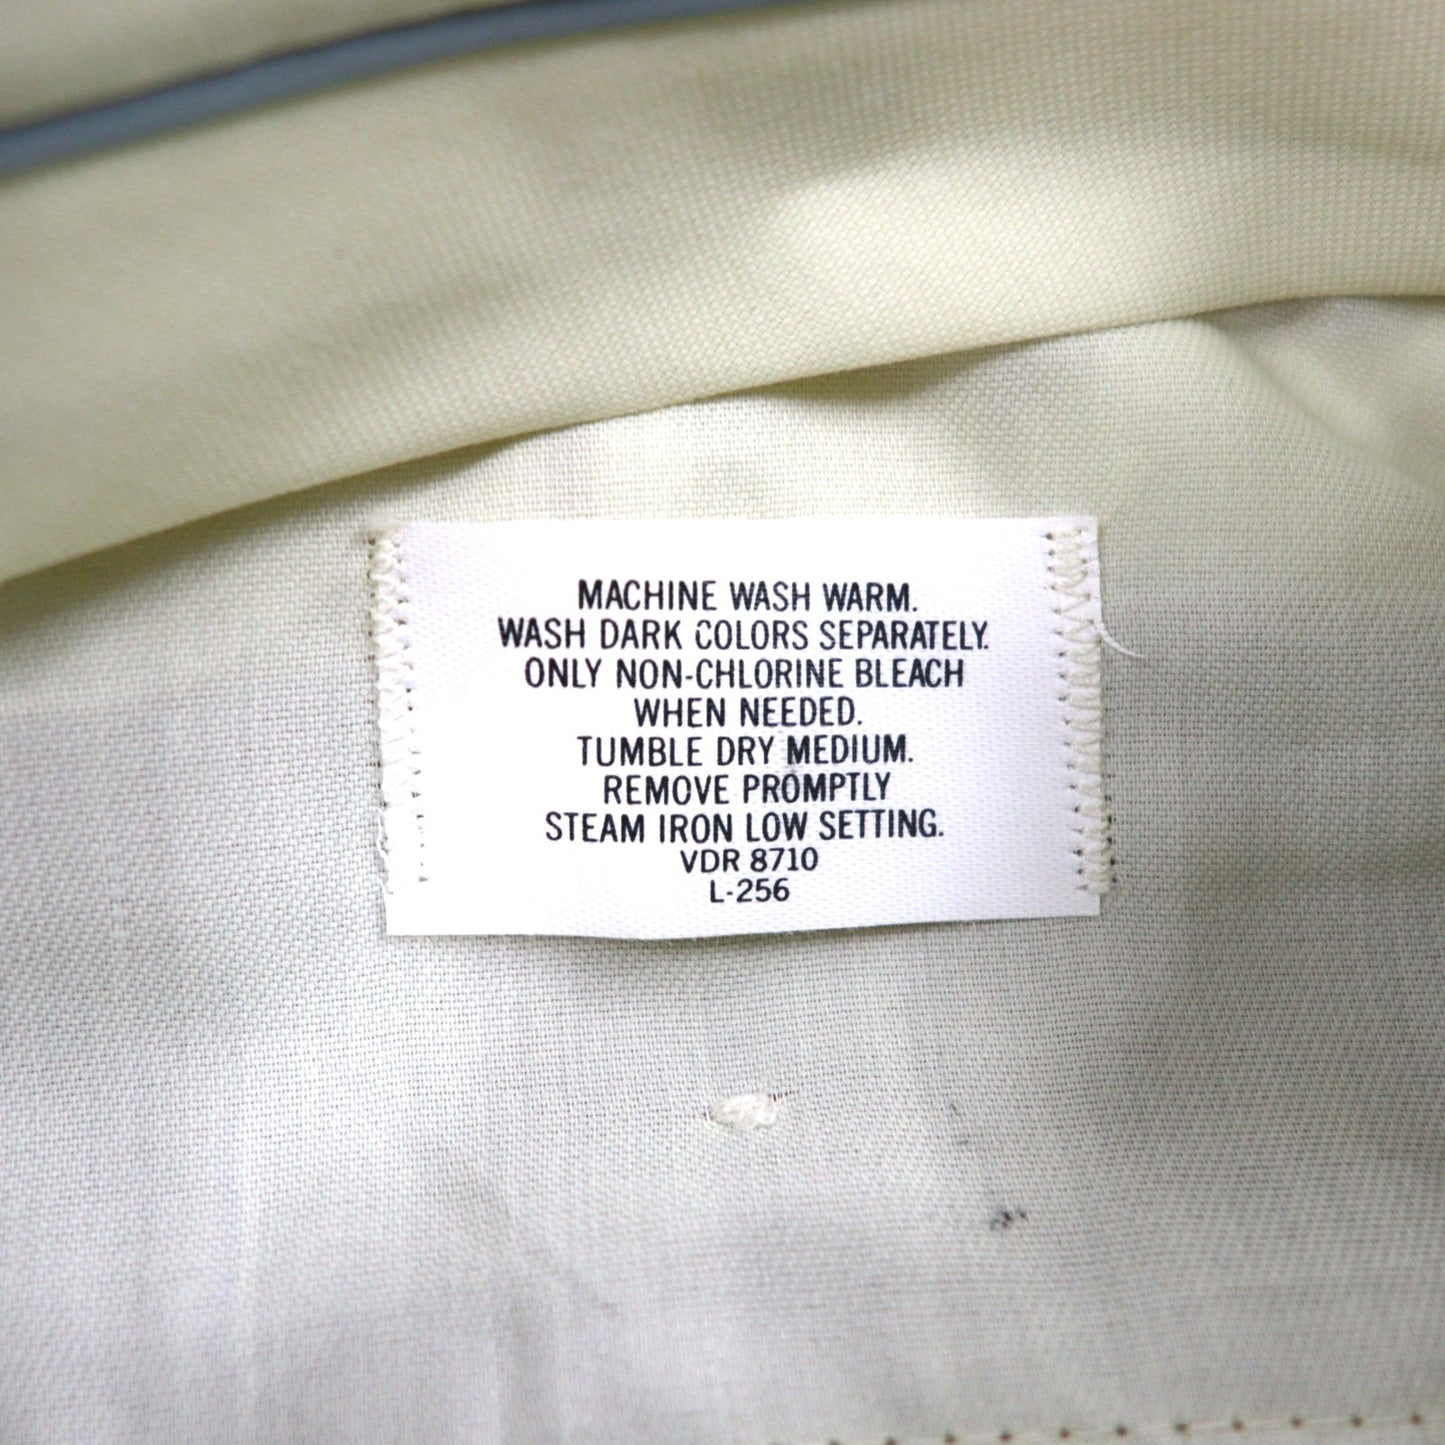 MACHINE WASH WARM.
WASH DARK COLORS SEPARATELY.
ONLY NON-CHLORINE BLEACH
WHEN NEEDED.
TUMBLE DRY MEDIUM.
REMOVE PROMPTLY
STEAM IRON LOW SETTING.
VDR 8710
L-256